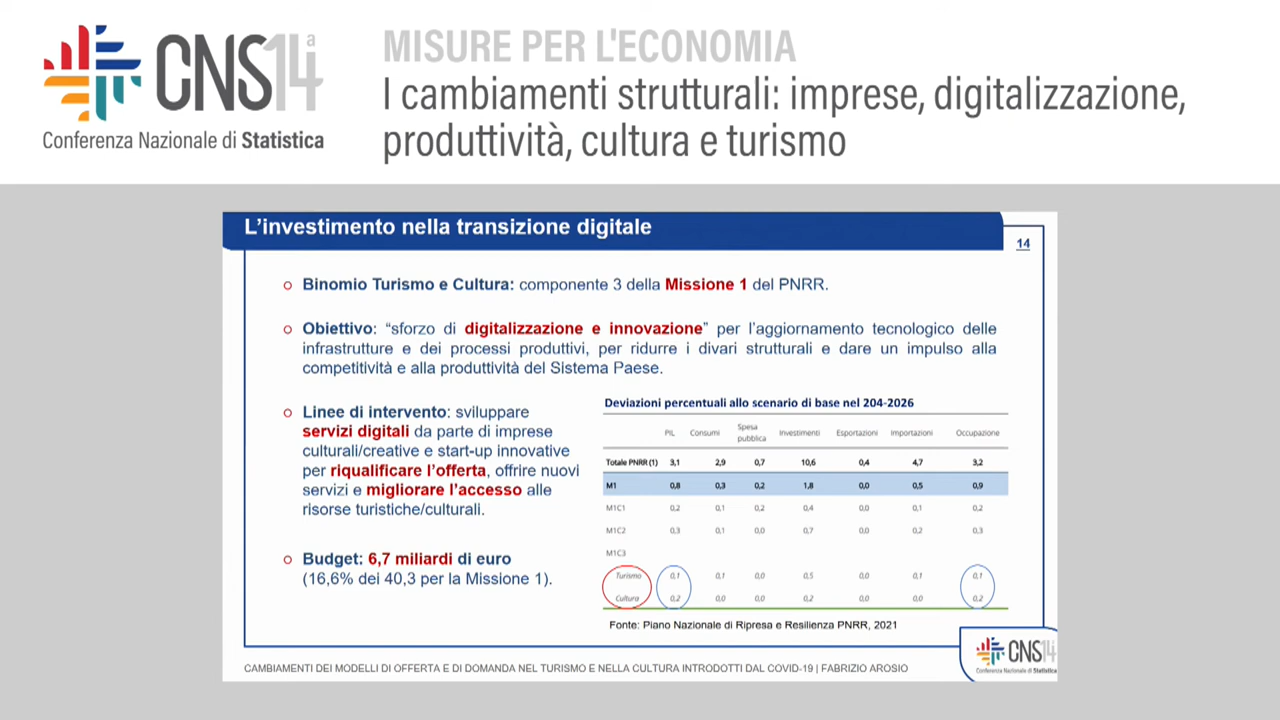 CNS14ª
Conferenza Nazionale di Statistica
MISURE PER L'ECONOMIA
I cambiamenti strutturali: imprese, digitalizzazione,
produttività, cultura e turismo
L'investimento nella transizione digitale
14
Binomio Turismo e Cultura: componente 3 della Missione 1 del PNRR.
Obiettivo: “sforzo di digitalizzazione e innovazione” per l'aggiornamento tecnologico delle
infrastrutture e dei processi produttivi, per ridurre i divari strutturali e dare un impulso alla
competitività e alla produttività del Sistema Paese.
Linee di intervento: sviluppare
servizi digitali da parte di imprese
culturali/creative e start-up innovative
per riqualificare l'offerta, offrire nuovi
servizi e migliorare l'accesso alle
risorse turistiche/culturali.
Budget: 6,7 miliardi di euro
(16,6% dei 40,3 per la Missione 1).
Deviazioni percentuali allo scenario di base nel 204-2026
PIL Consumi Spesa pubblica Investimenti Esportazioni Importazioni Occupazione
Totale PNRR (1) 3,1 2,9 0,7 10,6 0,4 4,7 3,2
M1 0,8 0,3 0,2 1,8 0,0 0,5 0,9
M1C1 0,2 0,1 0,2 0,4 0,0 0,1 0,2
M1C2 0,3 0,1 0,0 0,7 0,0 0,2 0,3
M1C3
Turismo 0,1 0,1 0,0 0,5 0,0 0,1 0,1
Cultura 0,2 0,0 0,0 0,2 0,0 0,0 0,2
Fonte: Piano Nazionale di Ripresa e Resilienza PNRR, 2021
CAMBIAMENTI DEI MODELLI DI OFFERTA E DI DOMANDA NEL TURISMO E NELLA CULTURA INTRODOTTI DAL COVID-19 | FABRIZIO AROSIO
CNS14
Conferenza Nazionale di Statistica